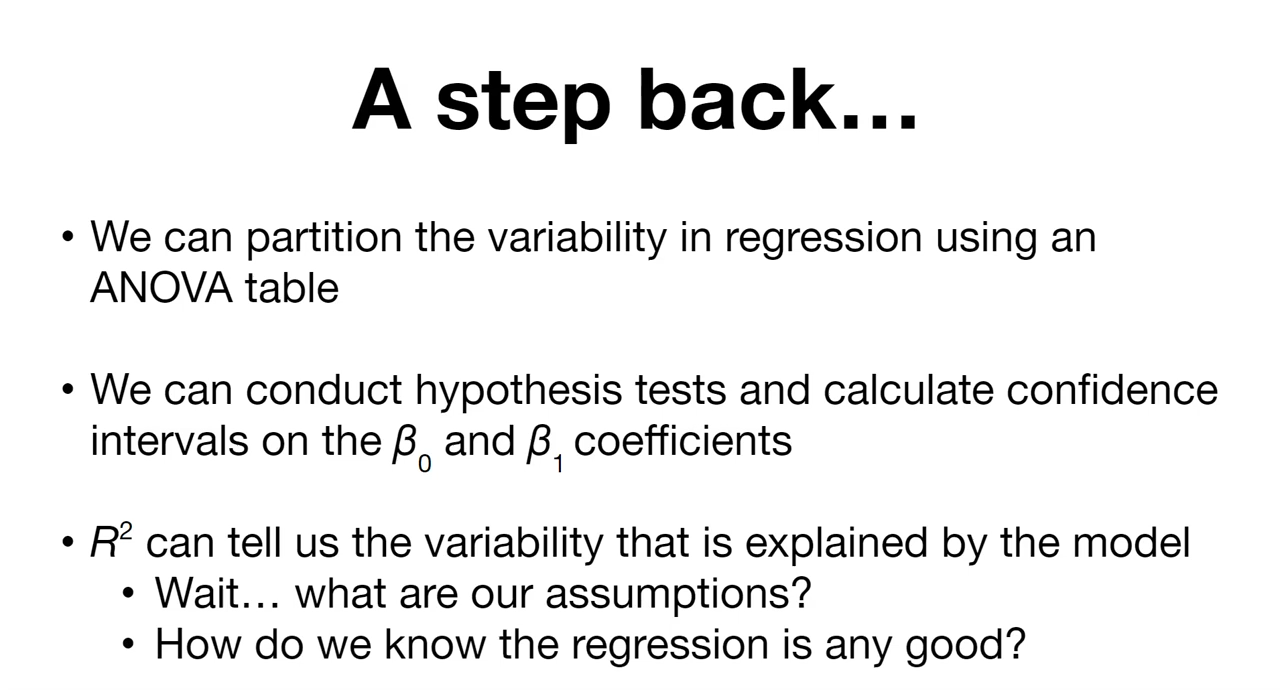 A step back…
• We can partition the variability in regression using an
ANOVA table
• We can conduct hypothesis tests and calculate confidence
intervals on the β₀ and β₁ coefficients
• R² can tell us the variability that is explained by the model
• Wait… what are our assumptions?
• How do we know the regression is any good?